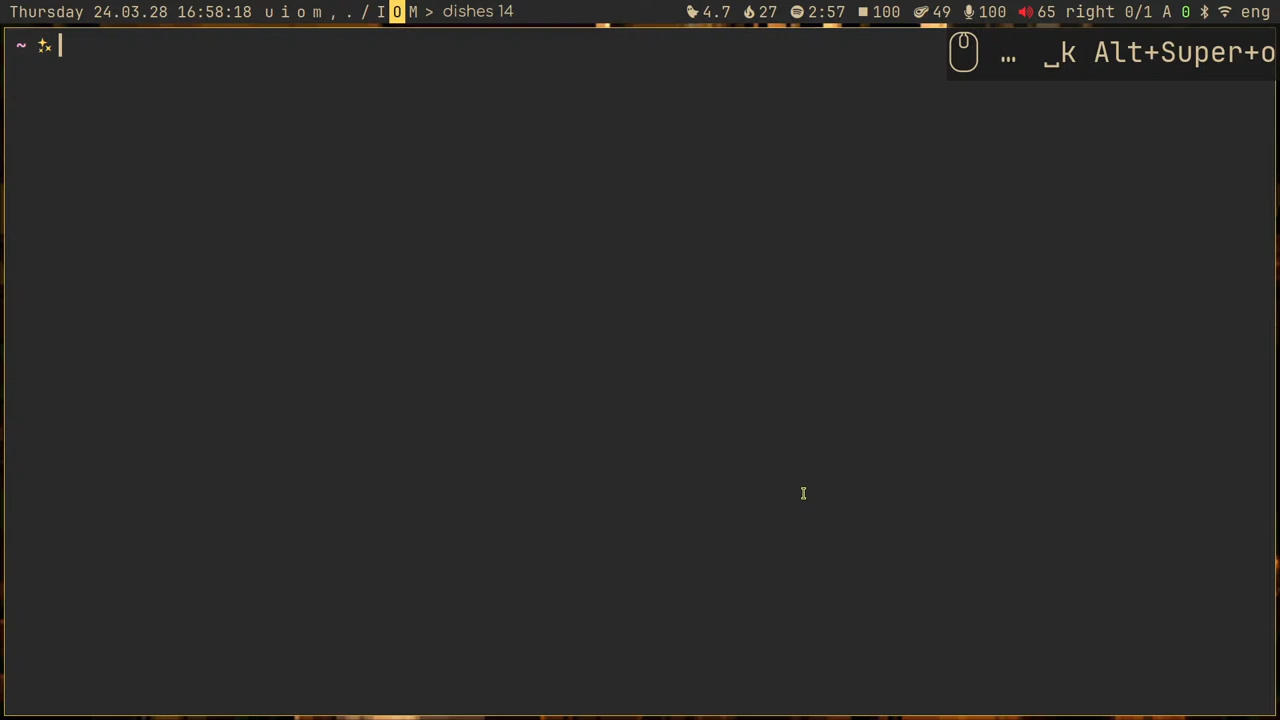 Thursday 24.03.28 16:58:18 u i o m , . / I O M > dishes 14 4.7 27 2:57 100 49 100 65 right 0/1 A 0 eng
~
… ␣k Alt+Super+o